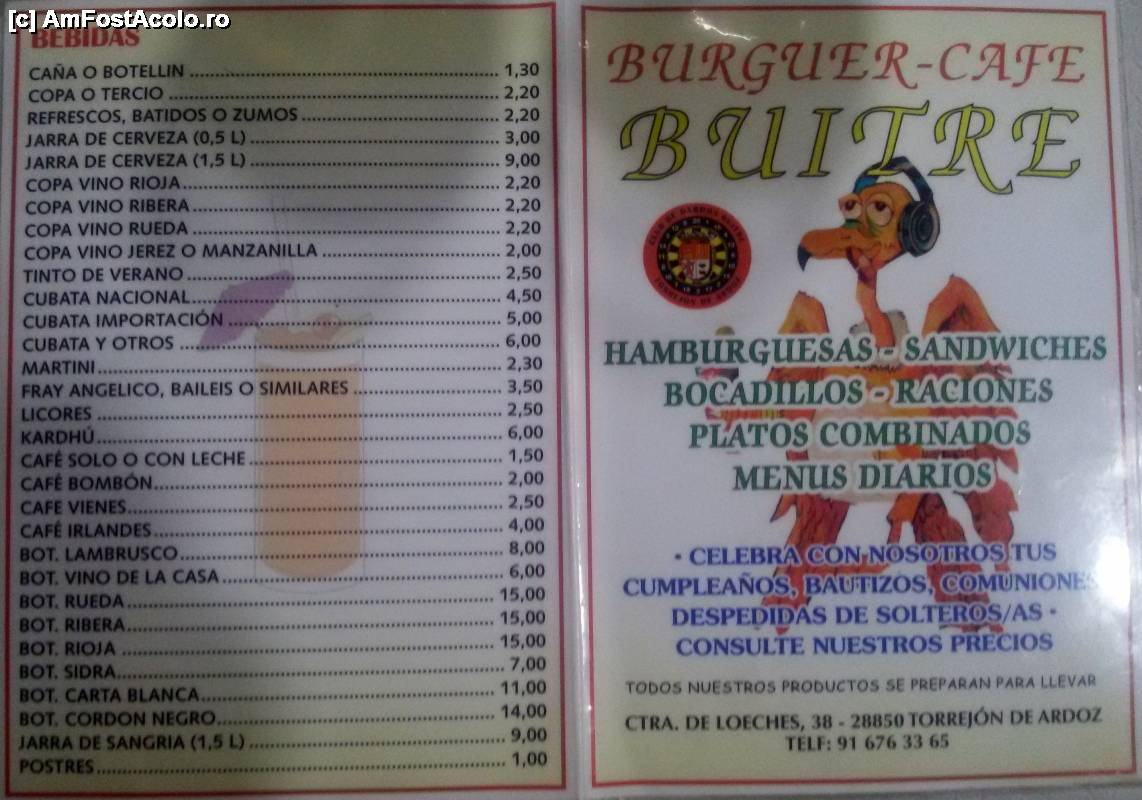 [c] AmFostAcolo.ro
BEBIDAS
CAÑA O BOTELLIN 1,30
COPA O TERCIO 2,20
REFRESCOS, BATIDOS O ZUMOS 2,20
JARRA DE CERVEZA (0,5 L) 3,00
JARRA DE CERVEZA (1,5 L) 9,00
COPA VINO RIOJA 2,20
COPA VINO RIBERA 2,20
COPA VINO RUEDA 2,20
COPA VINO JEREZ O MANZANILLA 2,00
TINTO DE VERANO 2,50
CUBATA NACIONAL 4,50
CUBATA IMPORTACIÓN 5,00
CUBATA Y OTROS 6,00
MARTINI 2,30
FRAY ANGELICO, BAILEIS O SIMILARES 3,50
LICORES 2,50
KARDHÚ 6,00
CAFÉ SOLO O CON LECHE 1,50
CAFÉ BOMBÓN 2,00
CAFE VIENES 2,50
CAFÉ IRLANDES 4,00
BOT. LAMBRUSCO 8,00
BOT. VINO DE LA CASA 6,00
BOT. RUEDA 15,00
BOT. RIBERA 15,00
BOT. RIOJA 15,00
BOT. SIDRA 7,00
BOT. CARTA BLANCA 11,00
BOT. CORDON NEGRO 14,00
JARRA DE SANGRIA (1,5 L) 9,00
POSTRES 1,00
BURGUER-CAFE
BUITRE
HAMBURGUESAS - SANDWICHES
BOCADILLOS - RACIONES
PLATOS COMBINADOS
MENUS DIARIOS
• CELEBRA CON NOSOTROS TUS
CUMPLEAÑOS, BAUTIZOS, COMUNIONES
DESPEDIDAS DE SOLTEROS/AS •
CONSULTE NUESTROS PRECIOS
TODOS NUESTROS PRODUCTOS SE PREPARAN PARA LLEVAR
CTRA. DE LOECHES, 38 - 28850 TORREJÓN DE ARDOZ
TELF: 91 676 33 65